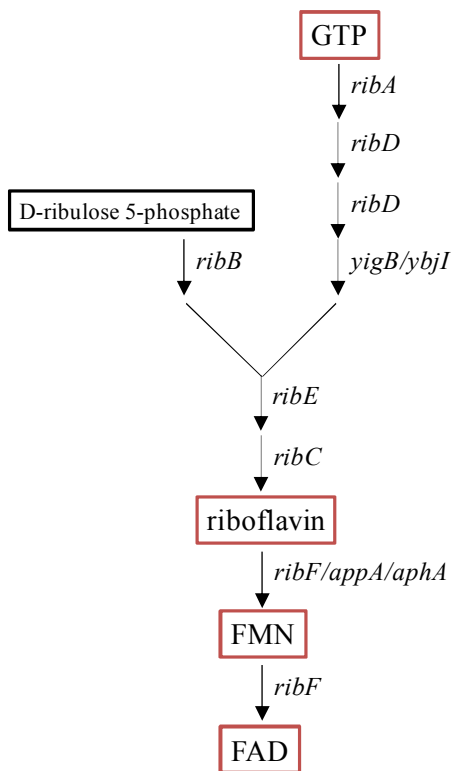 GTP
ribA
ribD
ribD
D-ribulose 5-phosphate
ribB
yigB/ybjI
ribE
ribC
riboflavin
ribF/appA/aphA
FMN
ribF
FAD